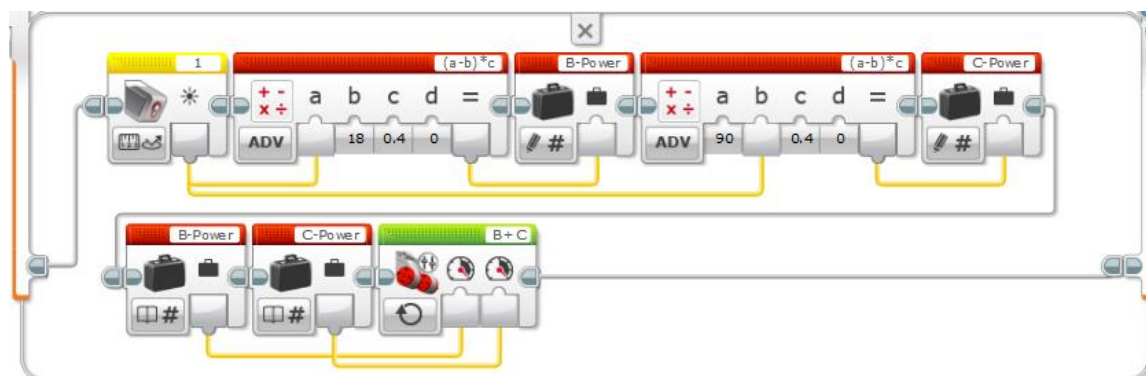 1 (a-b)*c B-Power (a-b)*c C-Power
+ - × ÷ a b c d = + - × ÷ a b c d =
ADV 18 0.4 0 # ADV 90 0.4 0 #
B-Power C-Power B+C
# #